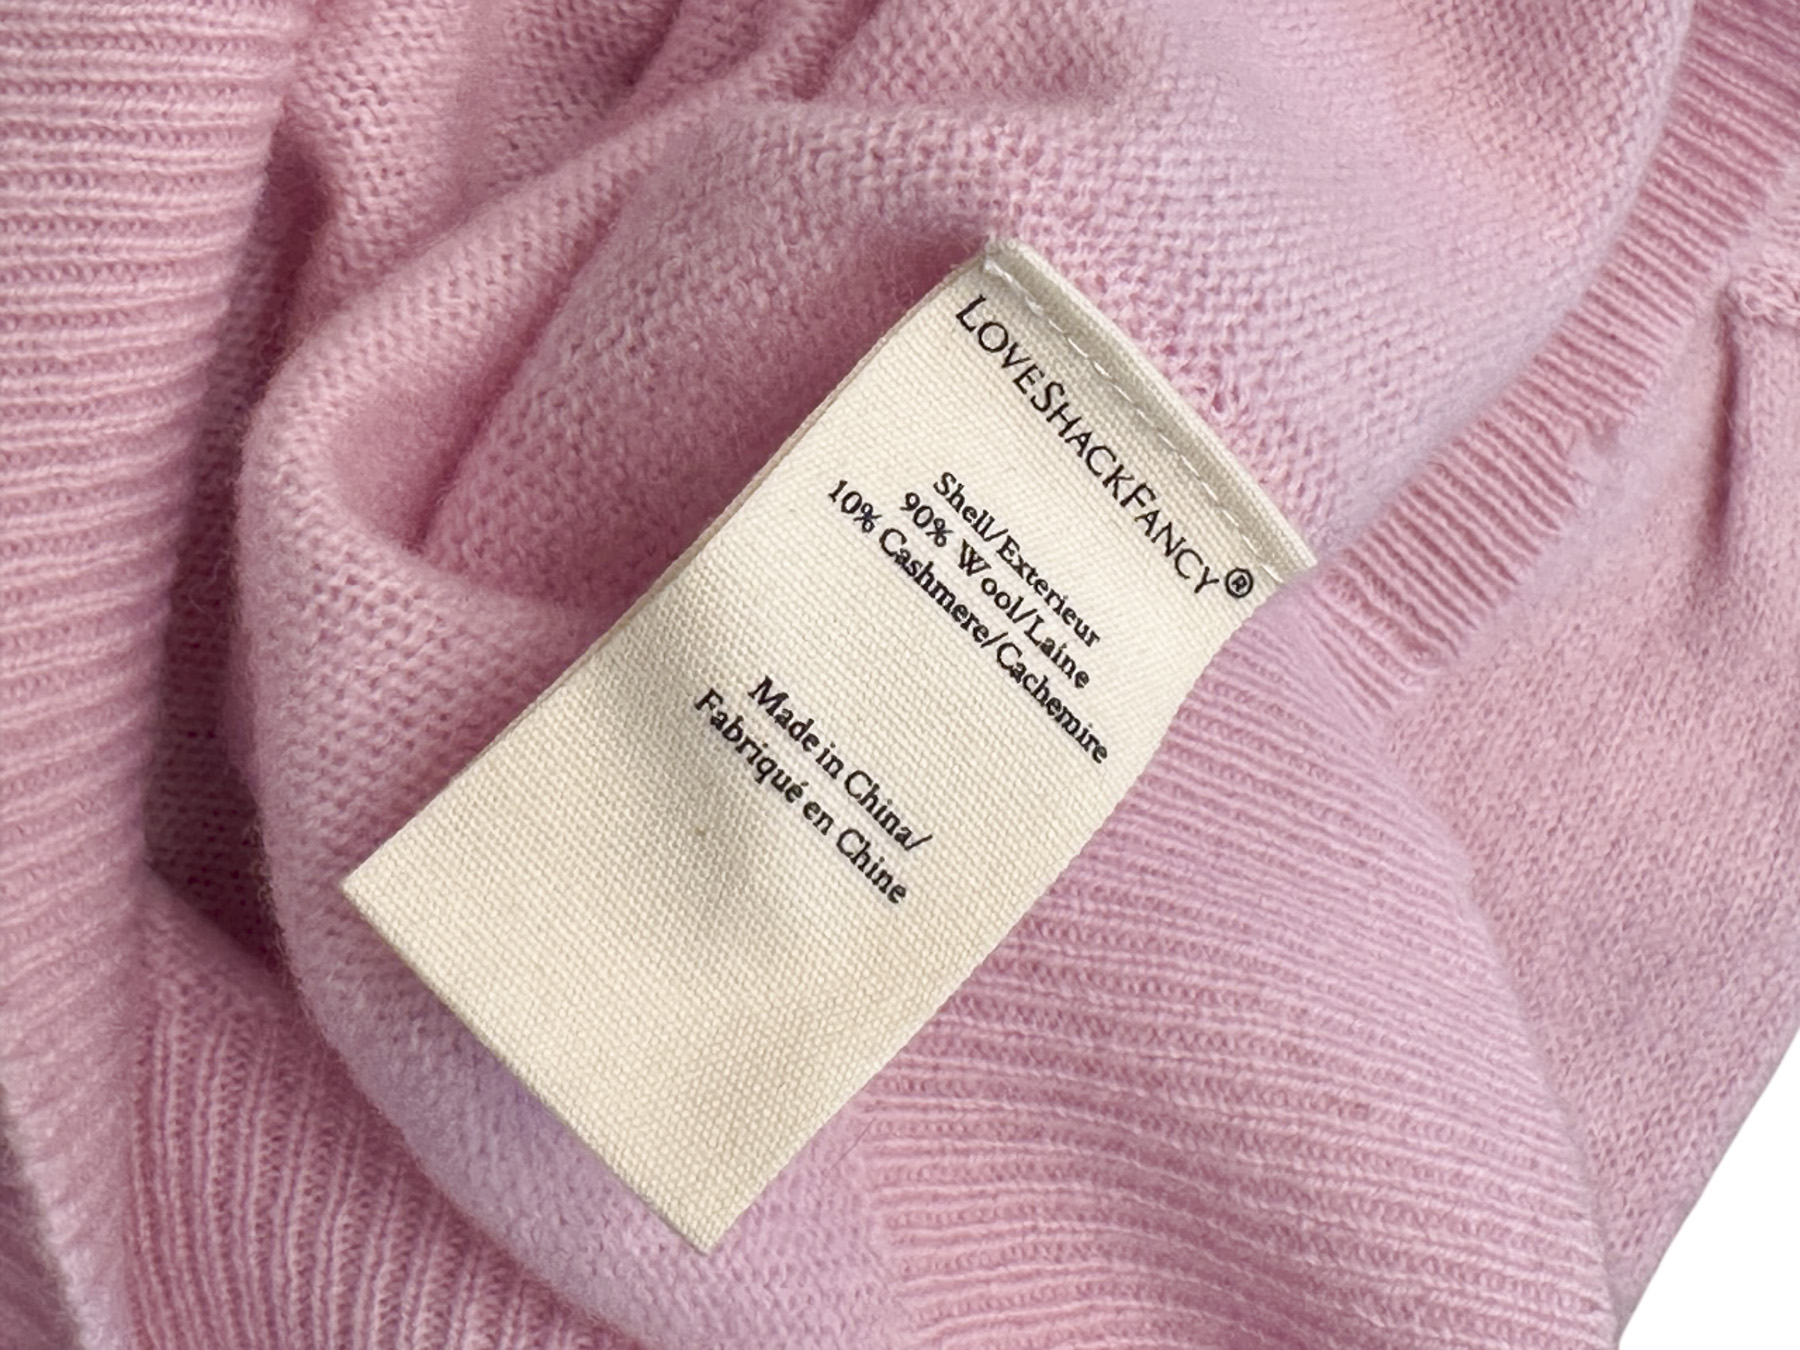 LOVESHACKFANCY®
Shell/Exterieur
90% Wool/Laine
10% Cashmere/Cachemire
Made in China/
Fabriqué en Chine